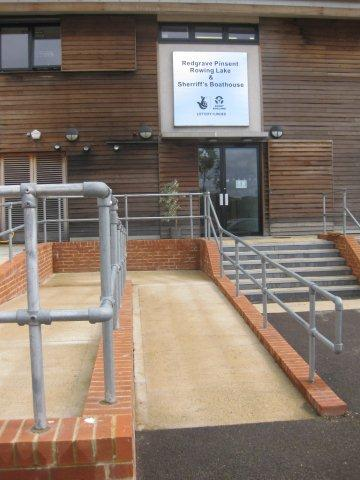 Redgrave Pinsent
Rowing Lake
&
Sherriff's Boathouse
LOTTERY FUNDED